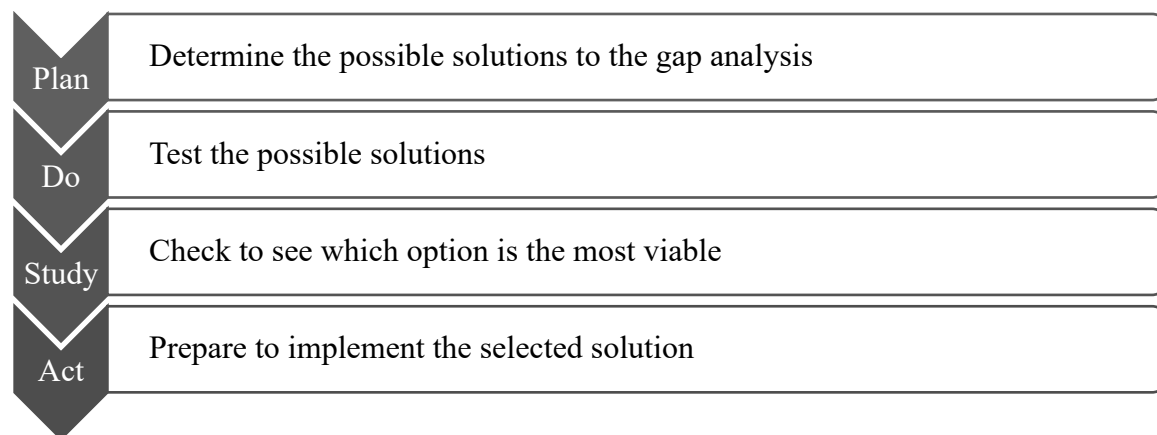 Plan
Determine the possible solutions to the gap analysis
Do
Test the possible solutions
Study
Check to see which option is the most viable
Act
Prepare to implement the selected solution